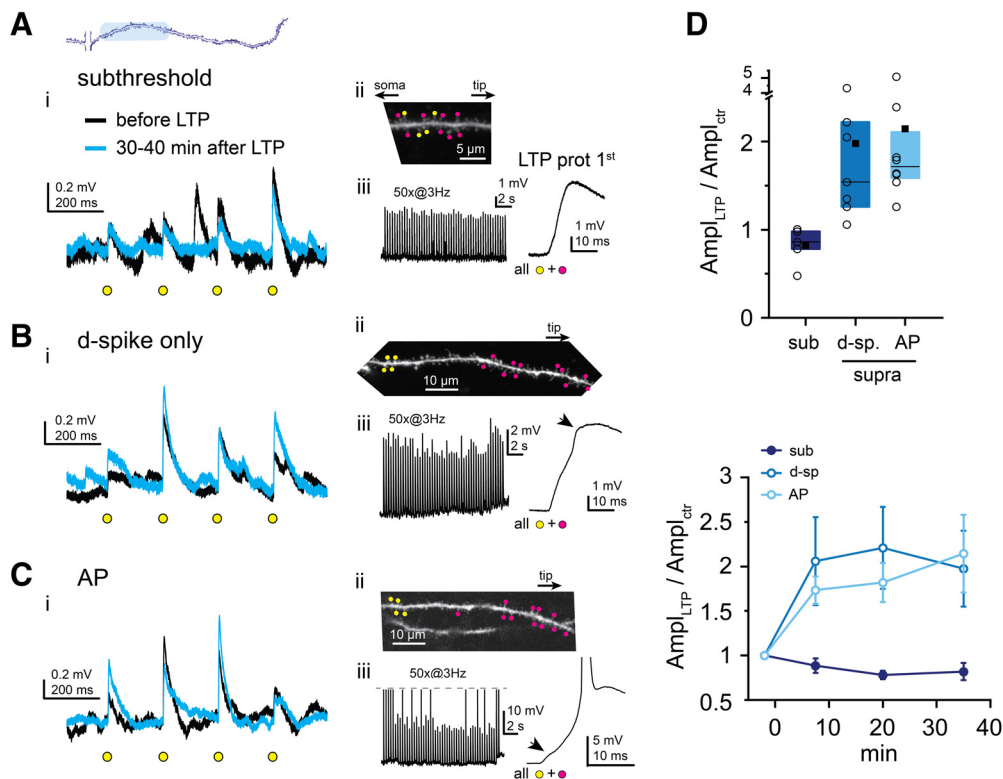 A
subthreshold
i
before LTP
30-40 min after LTP
0.2 mV
200 ms
ii
soma
tip
5 µm
iii
50x@3Hz
1 mV
2 s
LTP prot 1st
1 mV
10 ms
all + 
B
d-spike only
i
0.2 mV
200 ms
ii
tip
10 µm
iii
50x@3Hz
2 mV
2 s
1 mV
10 ms
all +
C
AP
i
0.2 mV
200 ms
ii
tip
10 µm
iii
50x@3Hz
10 mV
2 s
5 mV
10 ms
all +
D
AmplLTP / Amplctr
5
4
2
1
0
sub
d-sp.
AP
supra
sub
d-sp
AP
AmplLTP / Amplctr
3
2.5
2
1.5
1
0.5
0
10
20
30
40
min